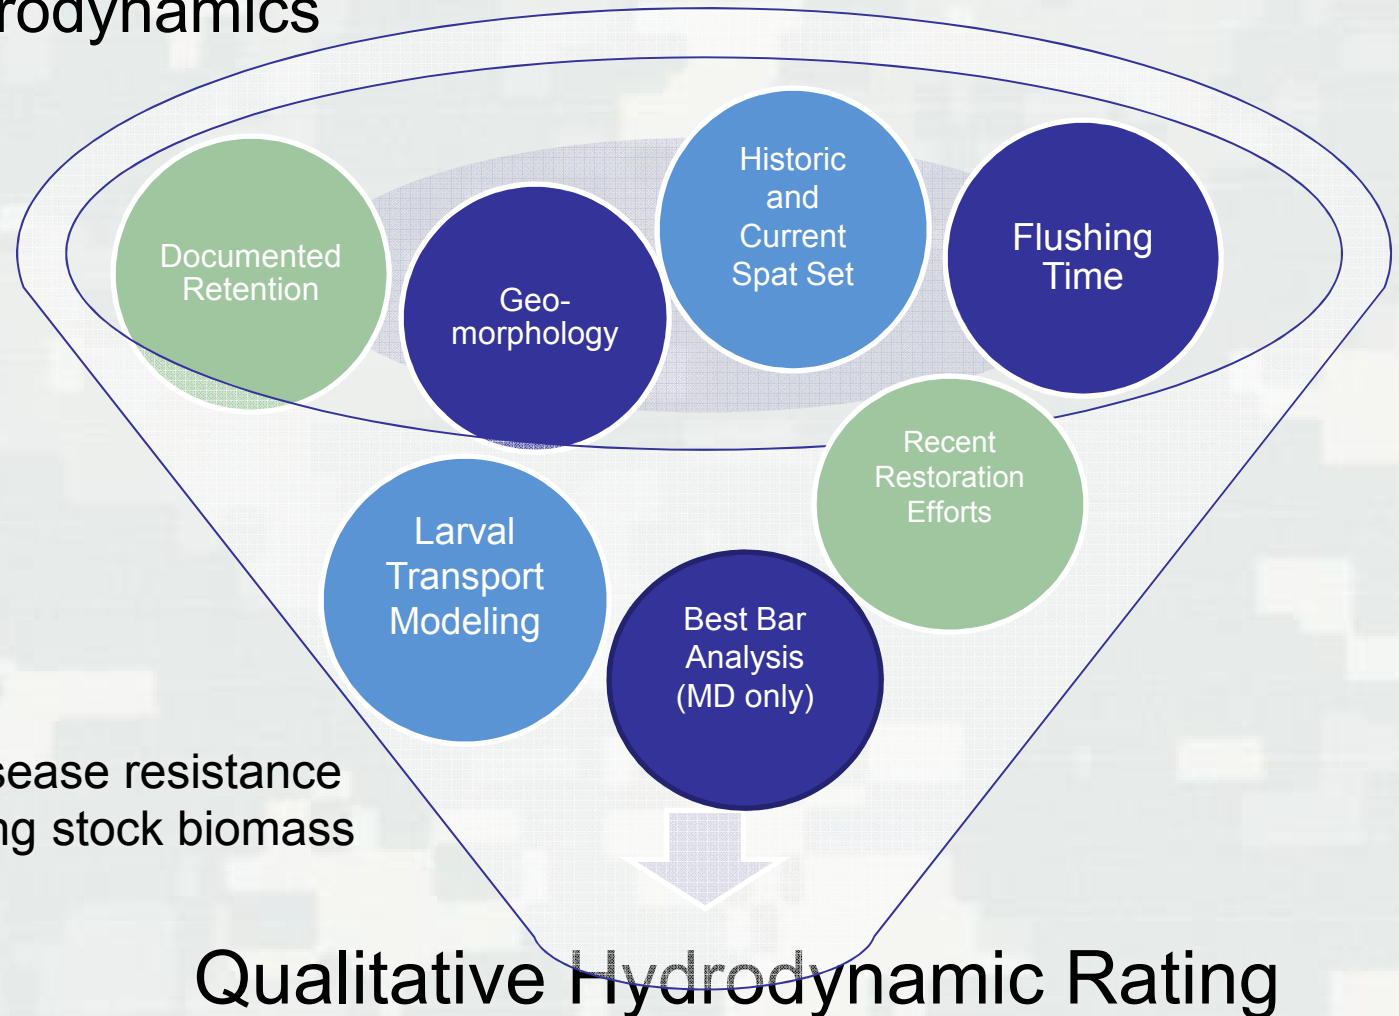 rodynamics
Historic
and
Current
Spat Set
Flushing
Time
Documented
Retention
Geo-
morphology
Recent
Restoration
Efforts
Larval
Transport
Modeling
Best Bar
Analysis
(MD only)
sease resistance
ng stock biomass
Qualitative Hydrodynamic Rating